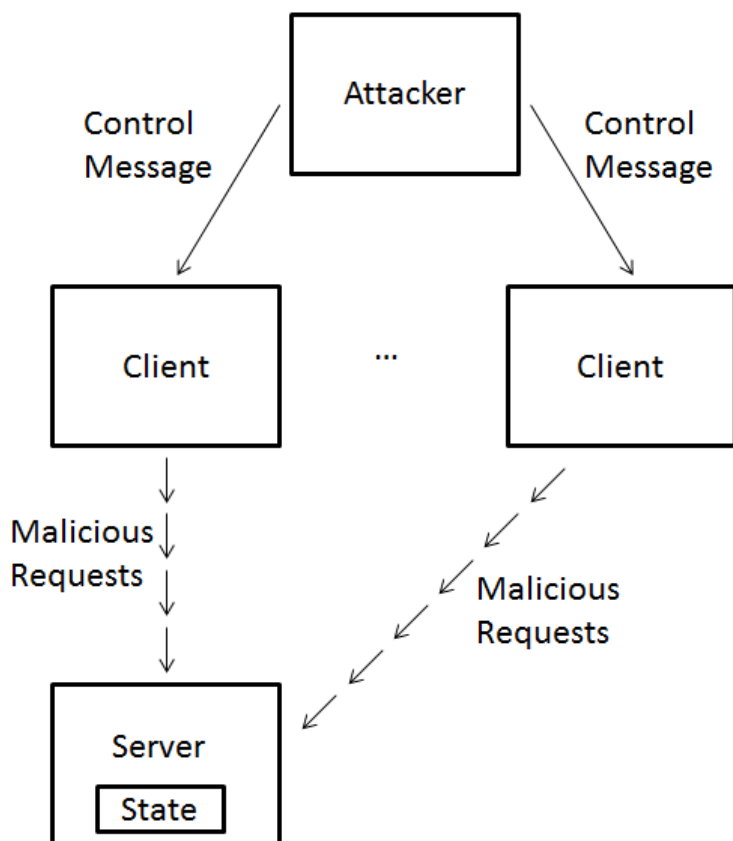 Attacker
Control
Message
Control
Message
Client
...
Client
Malicious
Requests
Malicious
Requests
Server
State